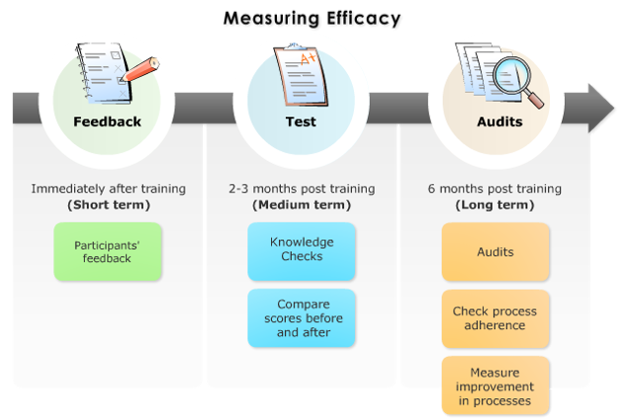 Measuring Efficacy
A+
Feedback
Test
Audits
Immediately after training
(Short term)
2-3 months post training
(Medium term)
6 months post training
(Long term)
Participants'
feedback
Knowledge
Checks
Compare
scores before
and after
Audits
Check process
adherence
Measure
improvement
in processes